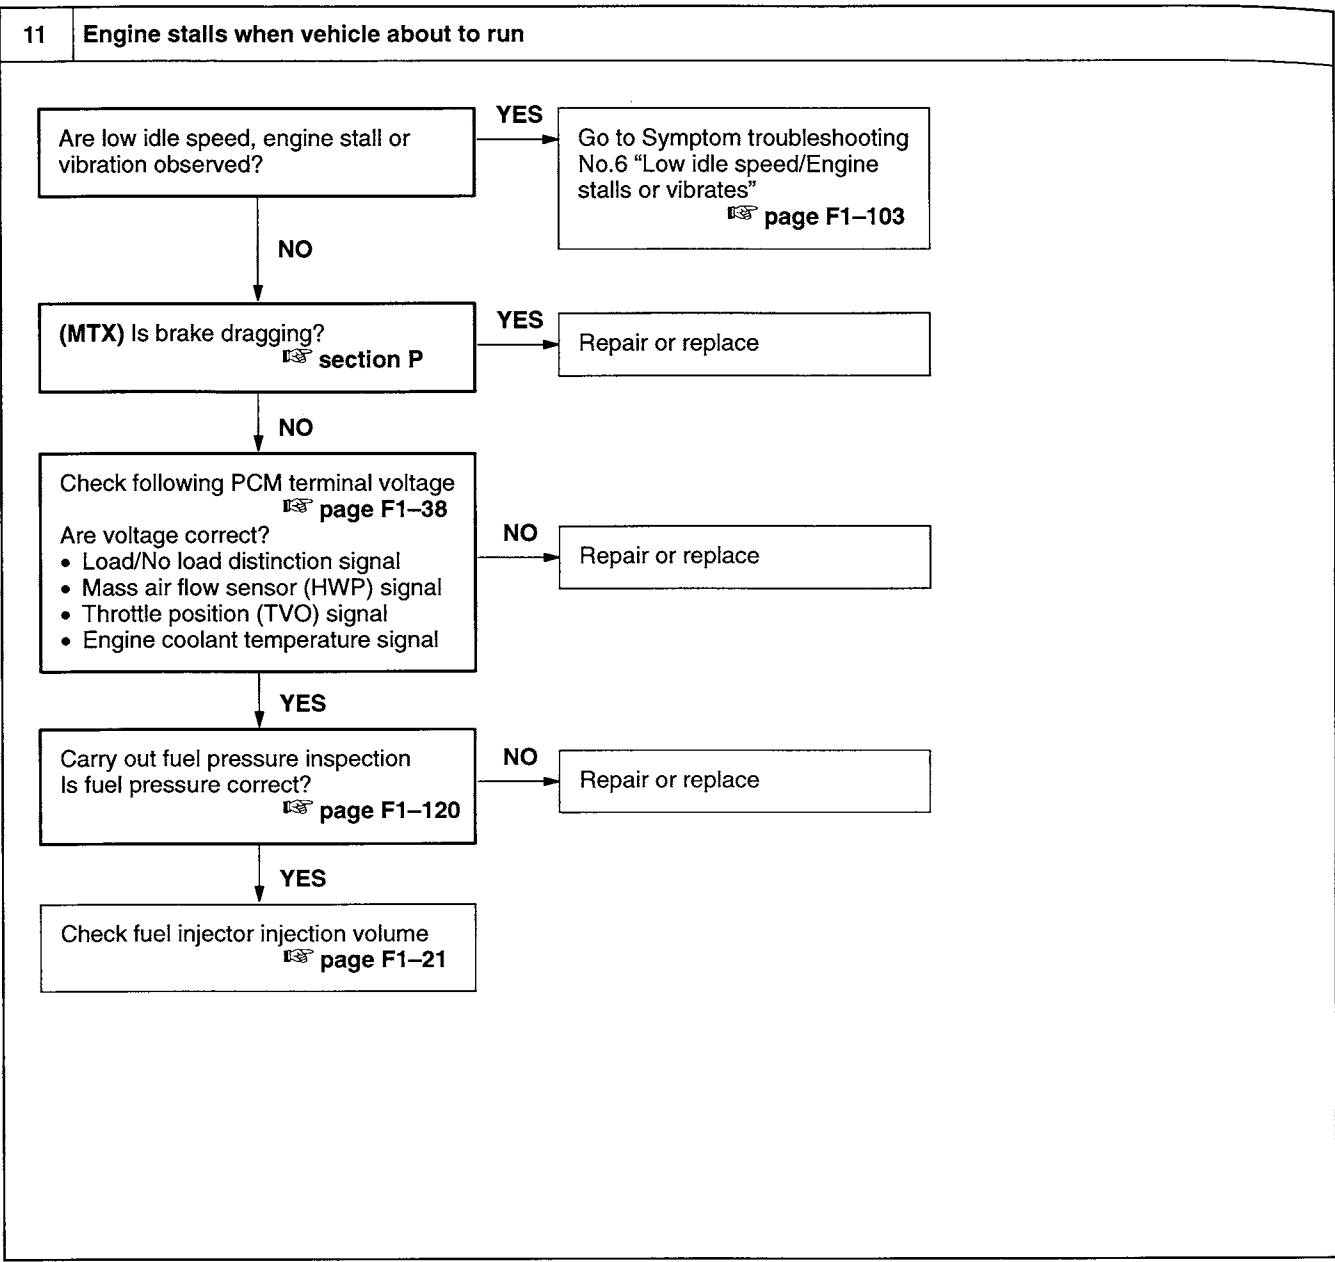 11 Engine stalls when vehicle about to run
Are low idle speed, engine stall or
vibration observed?
YES
Go to Symptom troubleshooting
No.6 “Low idle speed/Engine
stalls or vibrates”
☞ page F1–103
NO
(MTX) Is brake dragging?
☞ section P
YES
Repair or replace
NO
Check following PCM terminal voltage
☞ page F1–38
Are voltage correct?
• Load/No load distinction signal
• Mass air flow sensor (HWP) signal
• Throttle position (TVO) signal
• Engine coolant temperature signal
NO
Repair or replace
YES
Carry out fuel pressure inspection
Is fuel pressure correct?
☞ page F1–120
NO
Repair or replace
YES
Check fuel injector injection volume
☞ page F1–21